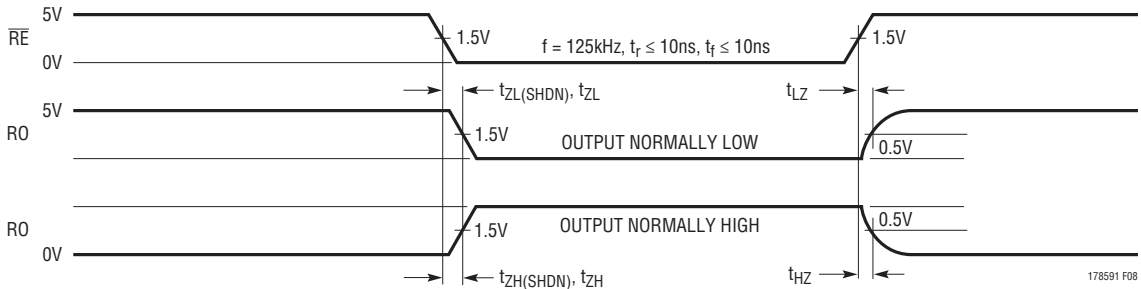 5V
RE
0V
1.5V
f = 125kHz, tr ≤ 10ns, tf ≤ 10ns
1.5V
tZL(SHDN), tZL
tLZ
5V
RO
1.5V
OUTPUT NORMALLY LOW
0.5V
RO
0V
1.5V
OUTPUT NORMALLY HIGH
0.5V
tZH(SHDN), tZH
tHZ
178591 F08